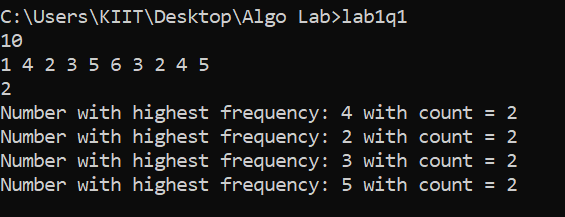 C:\Users\KIIT\Desktop\Algo Lab>lab1q1
10
1 4 2 3 5 6 3 2 4 5
2
Number with highest frequency: 4 with count = 2
Number with highest frequency: 2 with count = 2
Number with highest frequency: 3 with count = 2
Number with highest frequency: 5 with count = 2